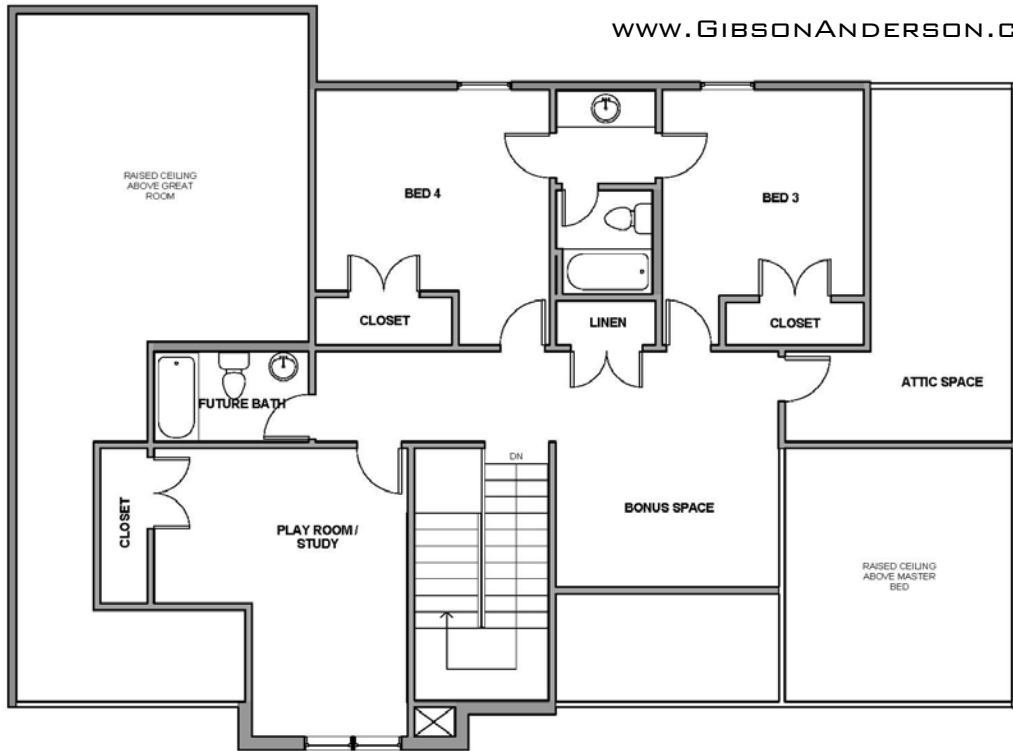 www.GibsonAnderson.c
RAISED CEILING
ABOVE GREAT
ROOM
BED 4
BED 3
CLOSET
LINEN
CLOSET
FUTURE BATH
ATTIC SPACE
DN
CLOSET
PLAY ROOM /
STUDY
BONUS SPACE
RAISED CEILING
ABOVE MASTER
BED